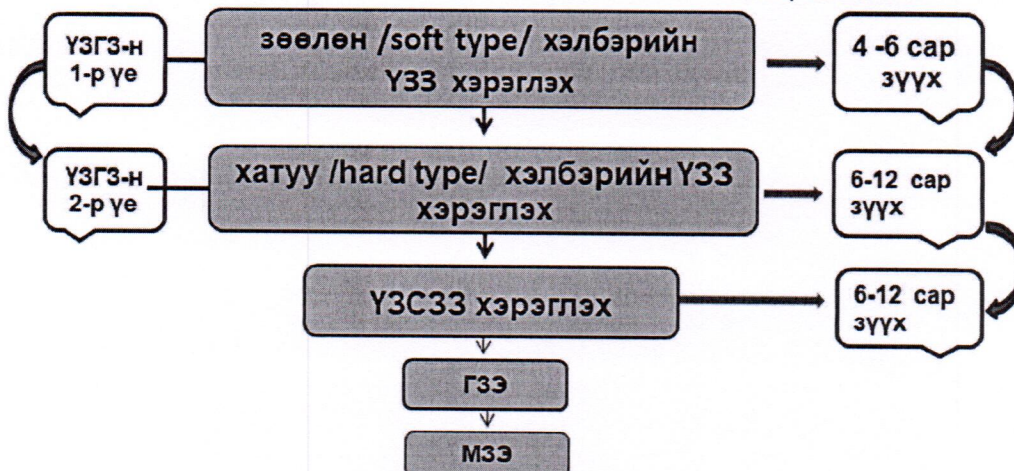 ҮЗГЗ-н
1-р үе
зөөлөн /soft type/ хэлбэрийн
ҮЗЗ хэрэглэх
4 -6 сар
зүүх
ҮЗГЗ-н
2-р үе
хатуу /hard type/ хэлбэрийн ҮЗЗ
хэрэглэх
6-12 сар
зүүх
ҮЗСЗЗ хэрэглэх
6-12 сар
зүүх
ГЗЭ
МЗЭ